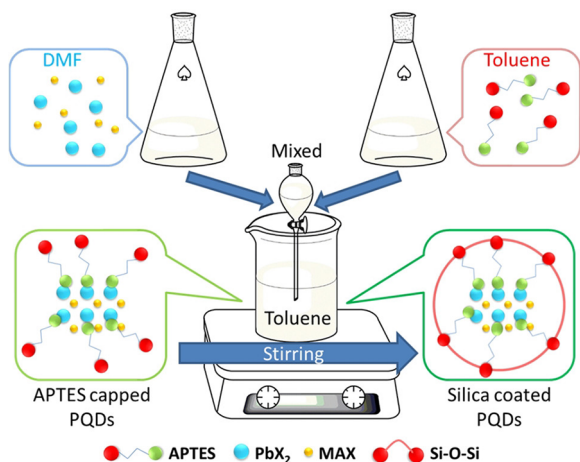 DMF
Toluene
Mixed
Toluene
Stirring
APTES capped
PQDs
Silica coated
PQDs
APTES
PbX₂
MAX
Si-O-Si